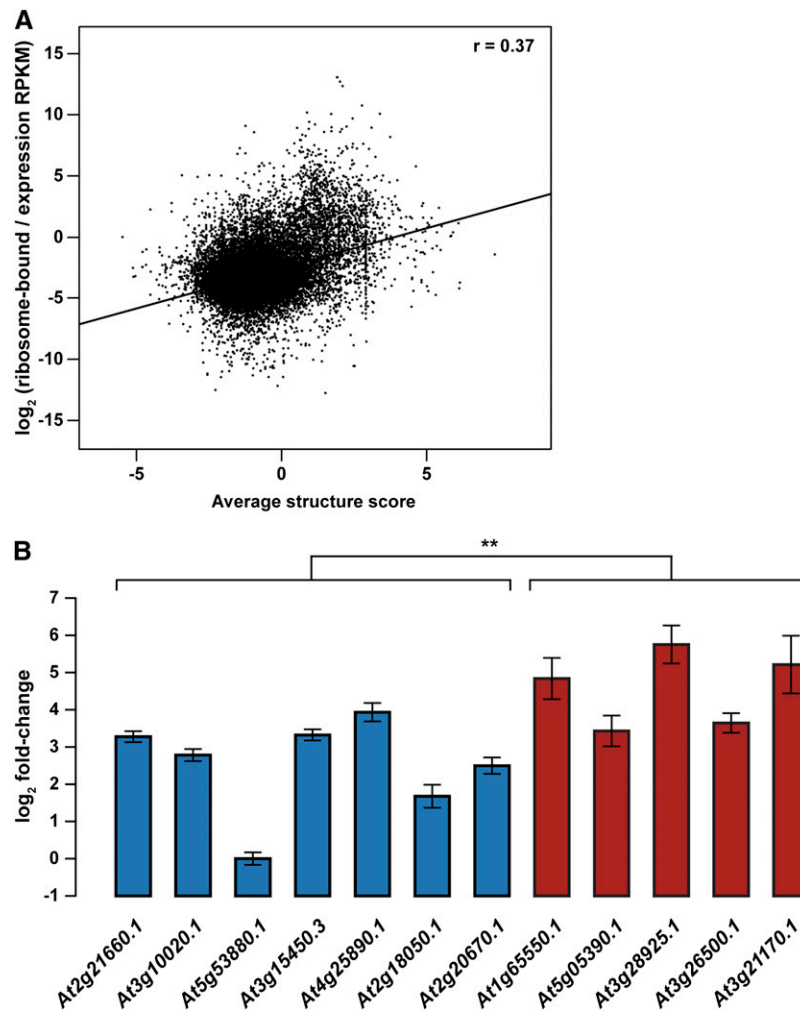 A
r = 0.37
log2 (ribosome-bound / expression RPKM)
15
10
5
0
-5
-10
-15
-5 0 5
Average structure score
B
**
log2 fold-change
7
6
5
4
3
2
1
0
-1
At2g21660.1
At3g10020.1
At5g53880.1
At3g15450.3
At4g25890.1
At2g18050.1
At2g20670.1
At1g65550.1
At5g05390.1
At3g28925.1
At3g26500.1
At3g21170.1